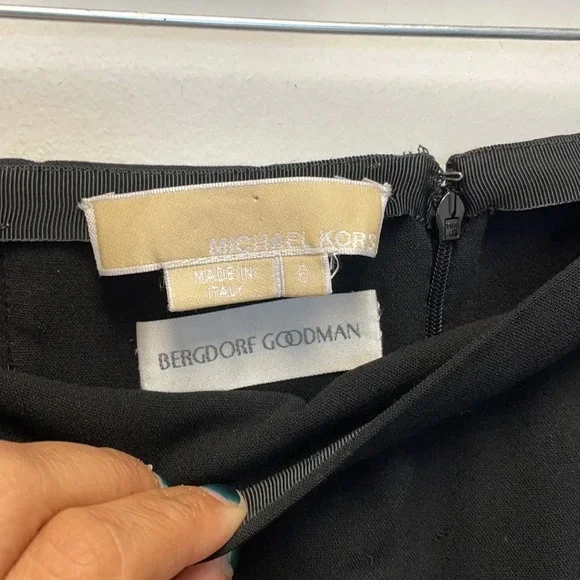 MICHAEL KORS
MADE IN
ITALY
6
BERGDORF GOODMAN